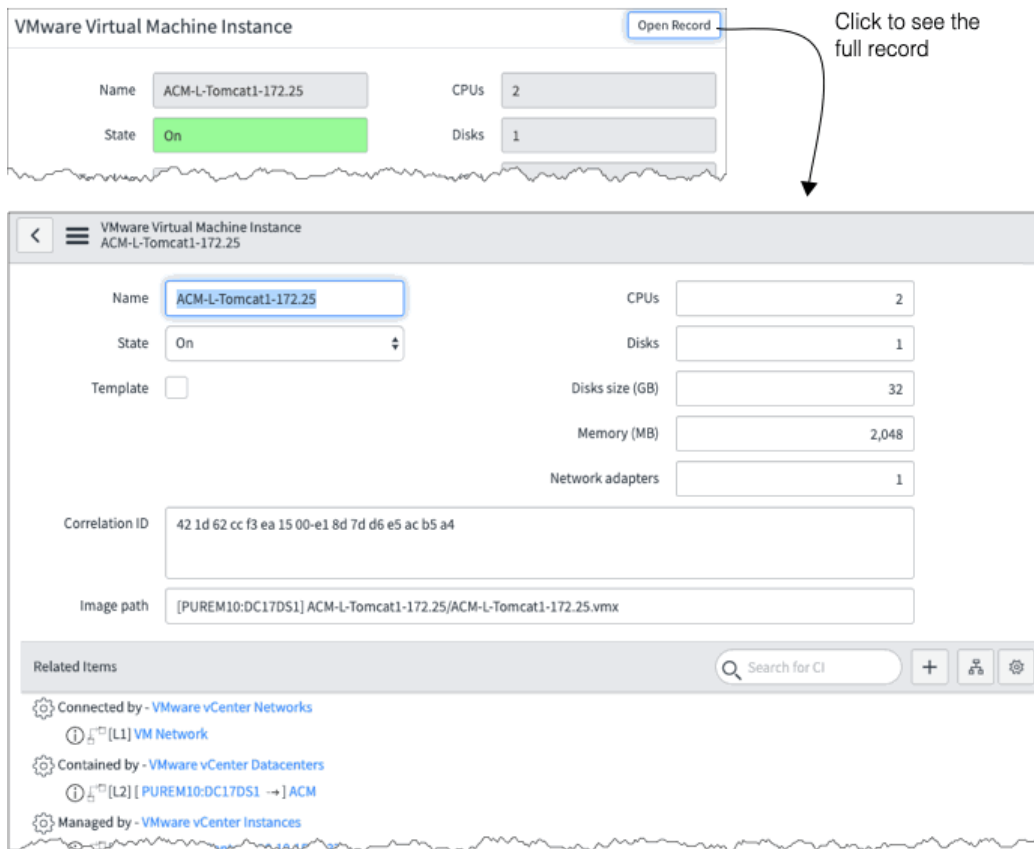 VMware Virtual Machine Instance
Open Record
Click to see the
full record
Name ACM-L-Tomcat1-172.25 CPUs 2
State On Disks 1
VMware Virtual Machine Instance
ACM-L-Tomcat1-172.25
Name ACM-L-Tomcat1-172.25 CPUs 2
State On Disks 1
Template Disks size (GB) 32
Memory (MB) 2,048
Network adapters 1
Correlation ID 42 1d 62 cc f3 ea 15 00-e1 8d 7d d6 e5 ac b5 a4
Image path [PUREM10:DC17DS1] ACM-L-Tomcat1-172.25/ACM-L-Tomcat1-172.25.vmx
Related Items Search for CI
Connected by - VMware vCenter Networks
[L1] VM Network
Contained by - VMware vCenter Datacenters
[L2] [ PUREM10:DC17DS1 → ] ACM
Managed by - VMware vCenter Instances